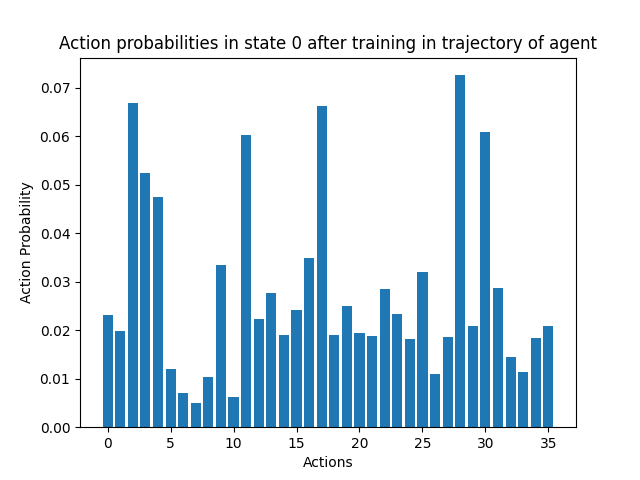 Action probabilities in state 0 after training in trajectory of agent
0.07
0.06
0.05
0.04
0.03
0.02
0.01
0.00
Action Probability
0 5 10 15 20 25 30 35
Actions